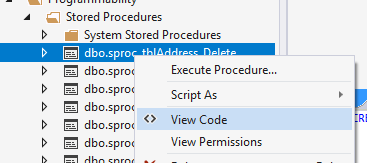 Programmability
Stored Procedures
System Stored Procedures
dbo.sproc_tblAddress_Delete
dbo.sproc
Execute Procedure...
dbo.sproc
Script As
dbo.sproc
View Code
dbo.sproc
View Permissions
dbo.sproc